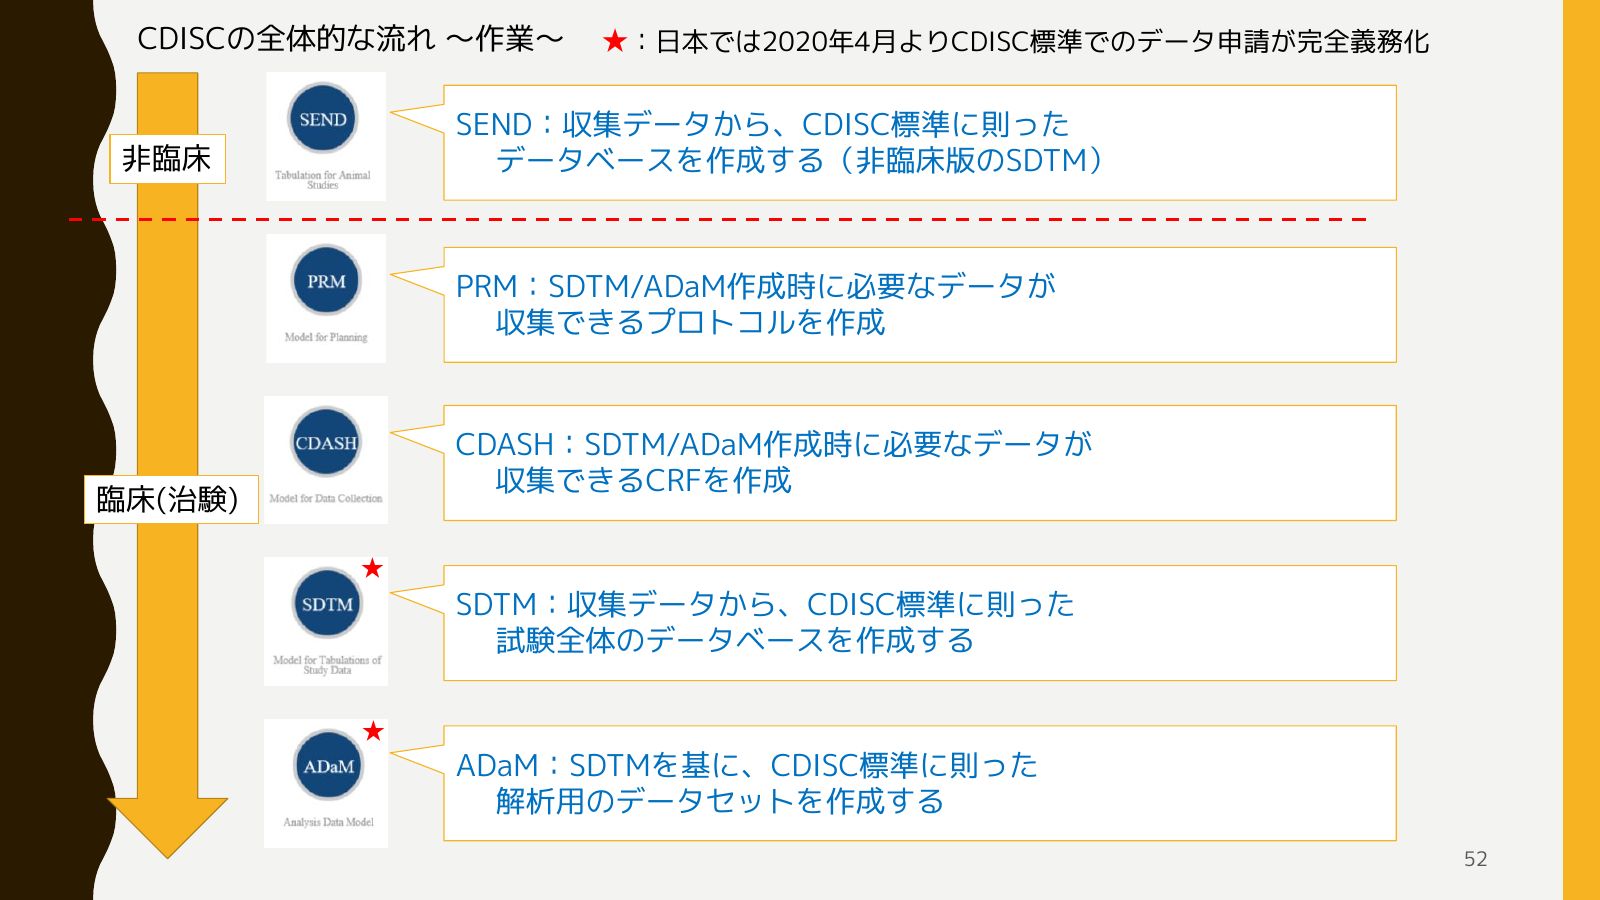 CDISCの全体的な流れ ～作業～ ★：日本では2020年4月よりCDISC標準でのデータ申請が完全義務化
非臨床
SEND
Tabulation for Animal
Studies
SEND：収集データから、CDISC標準に則った
データベースを作成する（非臨床版のSDTM）
PRM
Model for Planning
PRM：SDTM/ADaM作成時に必要なデータが
収集できるプロトコルを作成
臨床(治験)
CDASH
Model for Data Collection
CDASH：SDTM/ADaM作成時に必要なデータが
収集できるCRFを作成
★
SDTM
Model for Tabulations of
Study Data
SDTM：収集データから、CDISC標準に則った
試験全体のデータベースを作成する
★
ADaM
Analysis Data Model
ADaM：SDTMを基に、CDISC標準に則った
解析用のデータセットを作成する
52